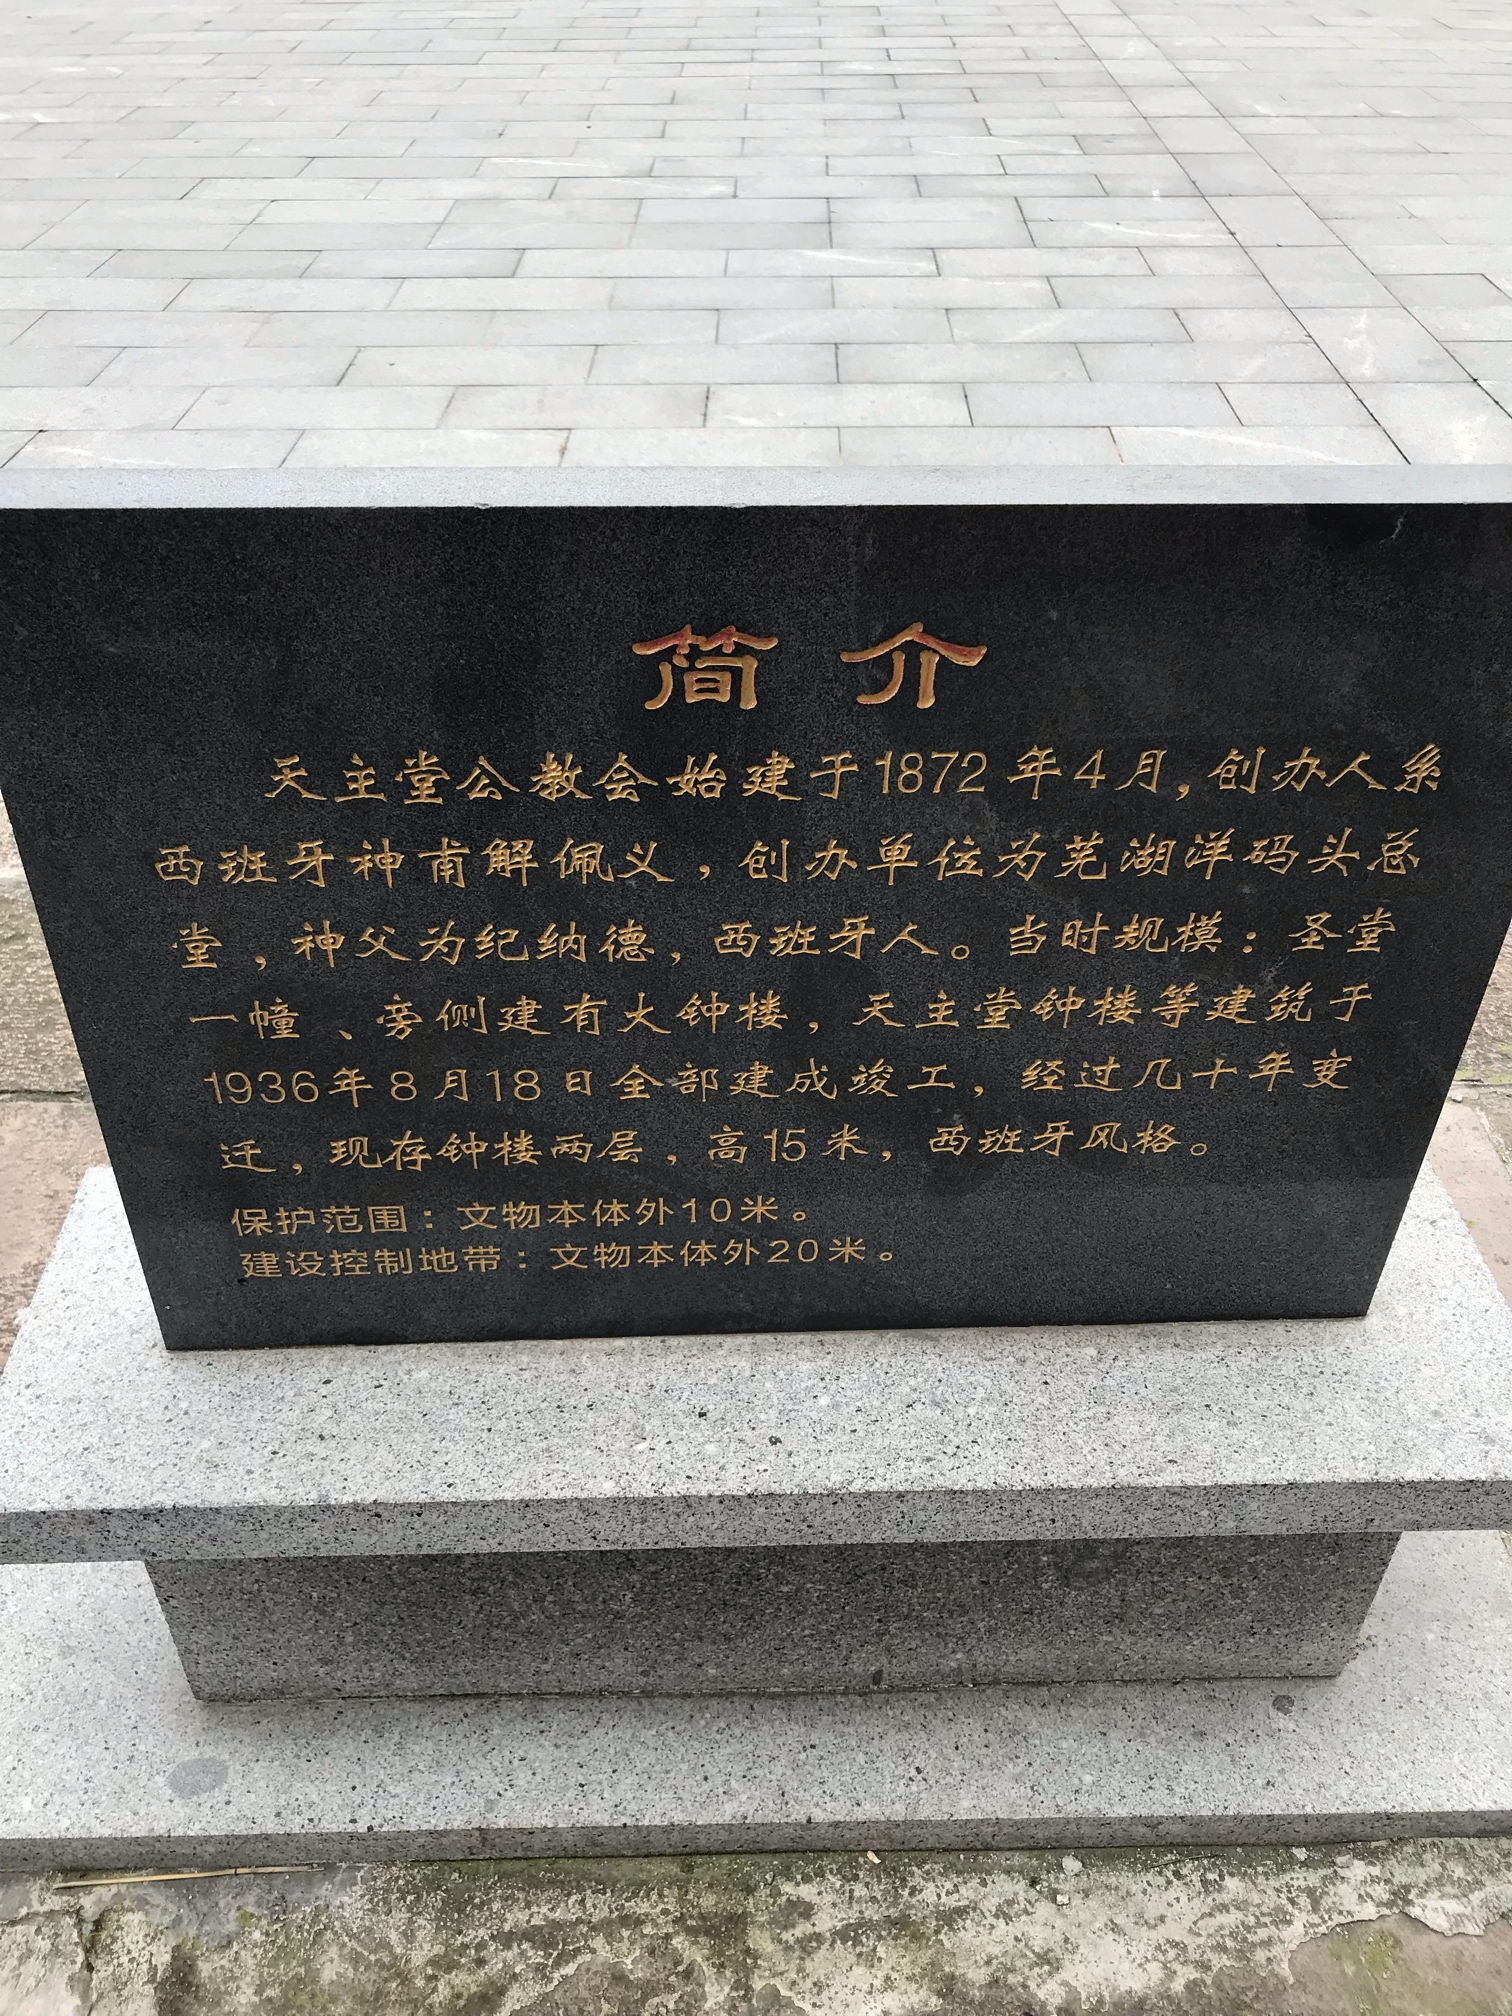 简介
天主堂公教会始建于1872年4月,创办人系
西班牙神甫解佩义，创办单位为芜湖洋码头总
堂，神父为纪纳德，西班牙人。当时规模：圣堂
一幢、旁侧建有大钟楼，天主堂钟楼等建筑于
1936年8月18日全部建成竣工，经过几十年变
迁，现存钟楼两层，高15米，西班牙风格。
保护范围：文物本体外10米。
建设控制地带：文物本体外20米。